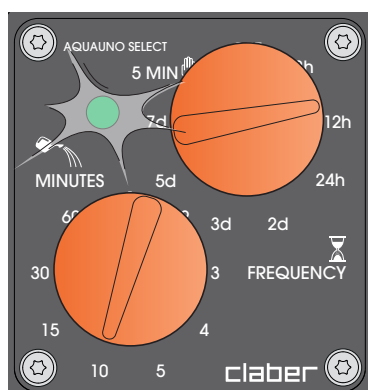 AQUAUNO SELECT
5 MIN
7d
12h
MINUTES
5d
24h
3d
2d
30
3
FREQUENCY
15
4
10
5
claber